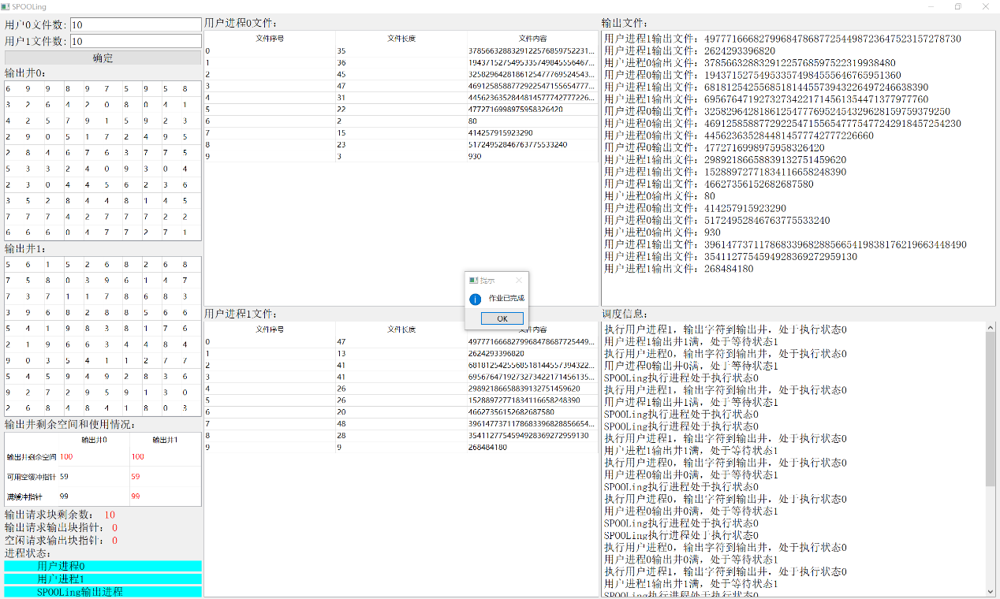 SPOOLing
用户0文件数: 10
用户1文件数: 10
确定
输出井0:
6 9 9 8 9 7 5 9 5 8
3 2 6 4 2 0 8 0 4 1
4 2 5 7 9 1 5 9 2 3
2 9 0 5 1 7 2 4 9 5
2 8 4 6 7 6 3 7 7 5
5 3 3 2 4 0 9 3 0 4
2 3 0 4 4 5 6 2 3 6
3 5 2 8 4 4 8 1 4 5
7 7 7 4 2 7 7 7 2 2
6 6 6 0 4 7 7 2 7 1
输出井1:
5 6 1 5 2 6 8 2 6 8
7 5 8 0 3 9 6 1 4 7
7 3 7 1 1 7 8 6 8 3
3 9 6 8 2 8 8 5 6 6
5 4 1 9 8 3 8 1 7 6
2 1 9 6 6 3 4 4 8 4
9 0 3 5 4 1 1 2 7 7
5 4 5 9 4 9 2 8 3 6
9 2 7 2 9 5 9 1 3 0
2 6 8 4 8 4 1 8 0 3
输出井剩余空间和使用情况:
输出井0 输出井1
输出井剩余空间 100 100
可用空缓冲指针 59 59
满缓冲指针 99 99
输出请求块剩余数: 10
输出请求输出块指针: 0
空闲请求输出块指针: 0
进程状态:
用户进程0
用户进程1
SPOOLing输出进程
用户进程0文件:
文件序号 文件长度 文件内容
0 35 3785663288329122576859752231...
1 36 1943715275495335749845556467...
2 45 3258296428186125477769524543...
3 47 4691258588772922547155654777...
4 31 4456236352844814577742777226...
5 22 4772716998975958326420
6 2 80
7 15 414257915923290
8 23 51724952846763775533240
9 3 930
用户进程1文件:
文件序号 文件长度 文件内容
0 47 4977716668279968478687725449...
1 13 2624293396820
2 41 6818125425568518144557394322...
3 41 6956764719273273422171456135...
4 26 29892186658839132751459620
5 26 15288972771834116658248390
6 20 46627356152682687580
7 48 3961477371178683396828856654...
8 28 3541127754594928369272959130
9 9 268484180
输出文件:
用户进程1输出文件: 49777166682799684786877254498723647523157278730
用户进程1输出文件: 2624293396820
用户进程0输出文件: 37856632883291225768597522319938480
用户进程0输出文件: 194371527549533574984555646765951360
用户进程1输出文件: 68181254255685181445573943226497246638390
用户进程1输出文件: 69567647192732734221714561354471377977760
用户进程0输出文件: 325829642818612547776952454329628159759379250
用户进程0输出文件: 46912585887729225471556547775477242918457254230
用户进程0输出文件: 4456236352844814577742777226660
用户进程0输出文件: 4772716998975958326420
用户进程1输出文件: 29892186658839132751459620
用户进程1输出文件: 15288972771834116658248390
用户进程1输出文件: 46627356152682687580
用户进程0输出文件: 80
用户进程0输出文件: 414257915923290
用户进程0输出文件: 51724952846763775533240
用户进程0输出文件: 930
用户进程1输出文件: 396147737117868339682885665419838176219663448490
用户进程1输出文件: 3541127754594928369272959130
用户进程1输出文件: 268484180
提示
作业已完成
OK
调度信息:
执行用户进程1, 输出字符到输出井, 处于执行状态0
用户进程1输出井1满, 处于等待状态1
执行用户进程0, 输出字符到输出井, 处于执行状态0
用户进程0输出井0满, 处于等待状态1
SPOOLing执行进程处于执行状态0
执行用户进程1, 输出字符到输出井, 处于执行状态0
用户进程1输出井1满, 处于等待状态1
SPOOLing执行进程处于执行状态0
SPOOLing执行进程处于执行状态0
执行用户进程1, 输出字符到输出井, 处于执行状态0
用户进程1输出井1满, 处于等待状态1
执行用户进程0, 输出字符到输出井, 处于执行状态0
用户进程0输出井0满, 处于等待状态1
SPOOLing执行进程处于执行状态0
执行用户进程0, 输出字符到输出井, 处于执行状态0
用户进程0输出井0满, 处于等待状态1
SPOOLing执行进程处于执行状态0
SPOOLing执行进程处于执行状态0
执行用户进程0, 输出字符到输出井, 处于执行状态0
用户进程0输出井0满, 处于等待状态1
执行用户进程1, 输出字符到输出井, 处于执行状态0
用户进程1输出井1满, 处于等待状态1
SPOOLing执行进程处于执行状态0